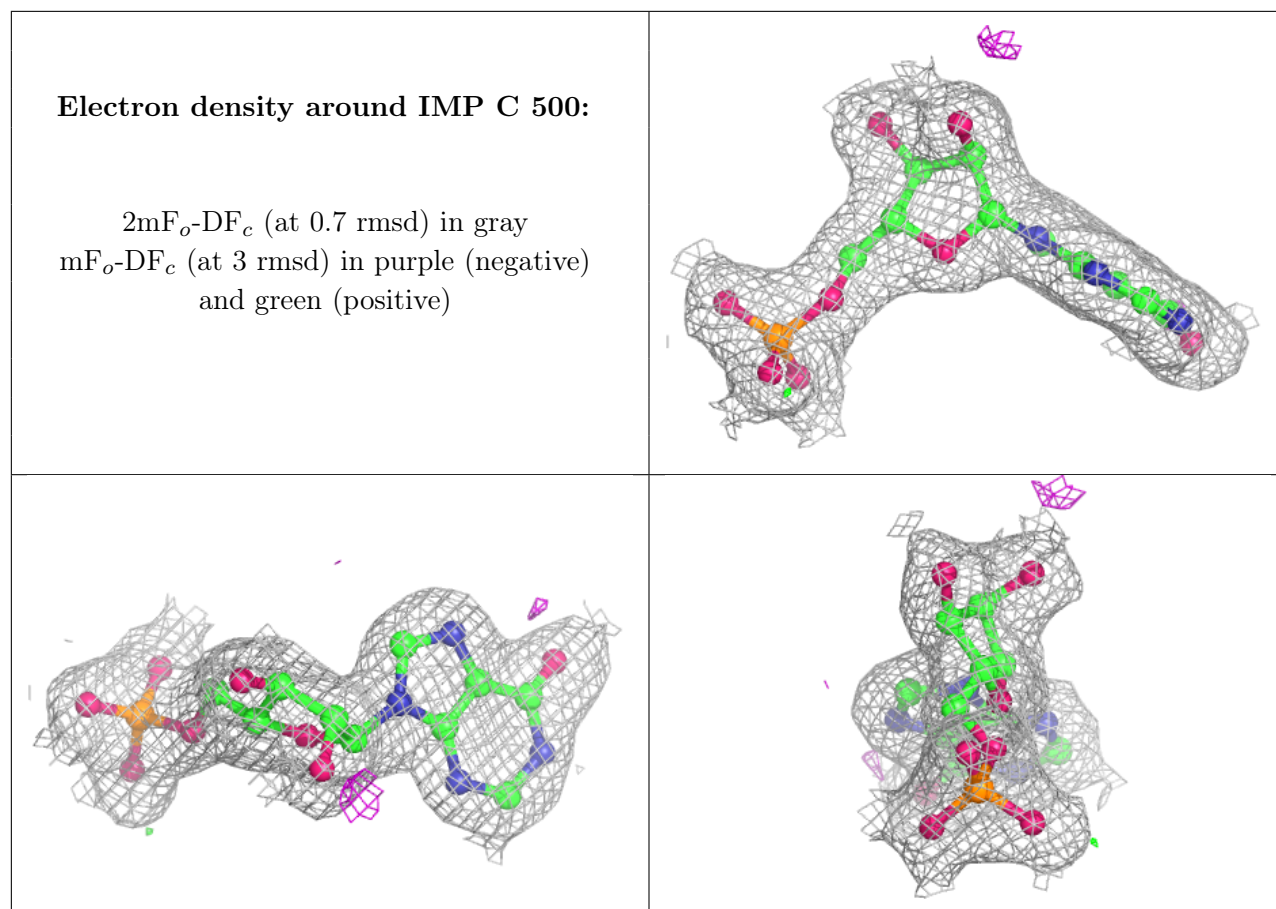 Electron density around IMP C 500:
2mFₒ-DF𝒸 (at 0.7 rmsd) in gray
mFₒ-DF𝒸 (at 3 rmsd) in purple (negative)
and green (positive)